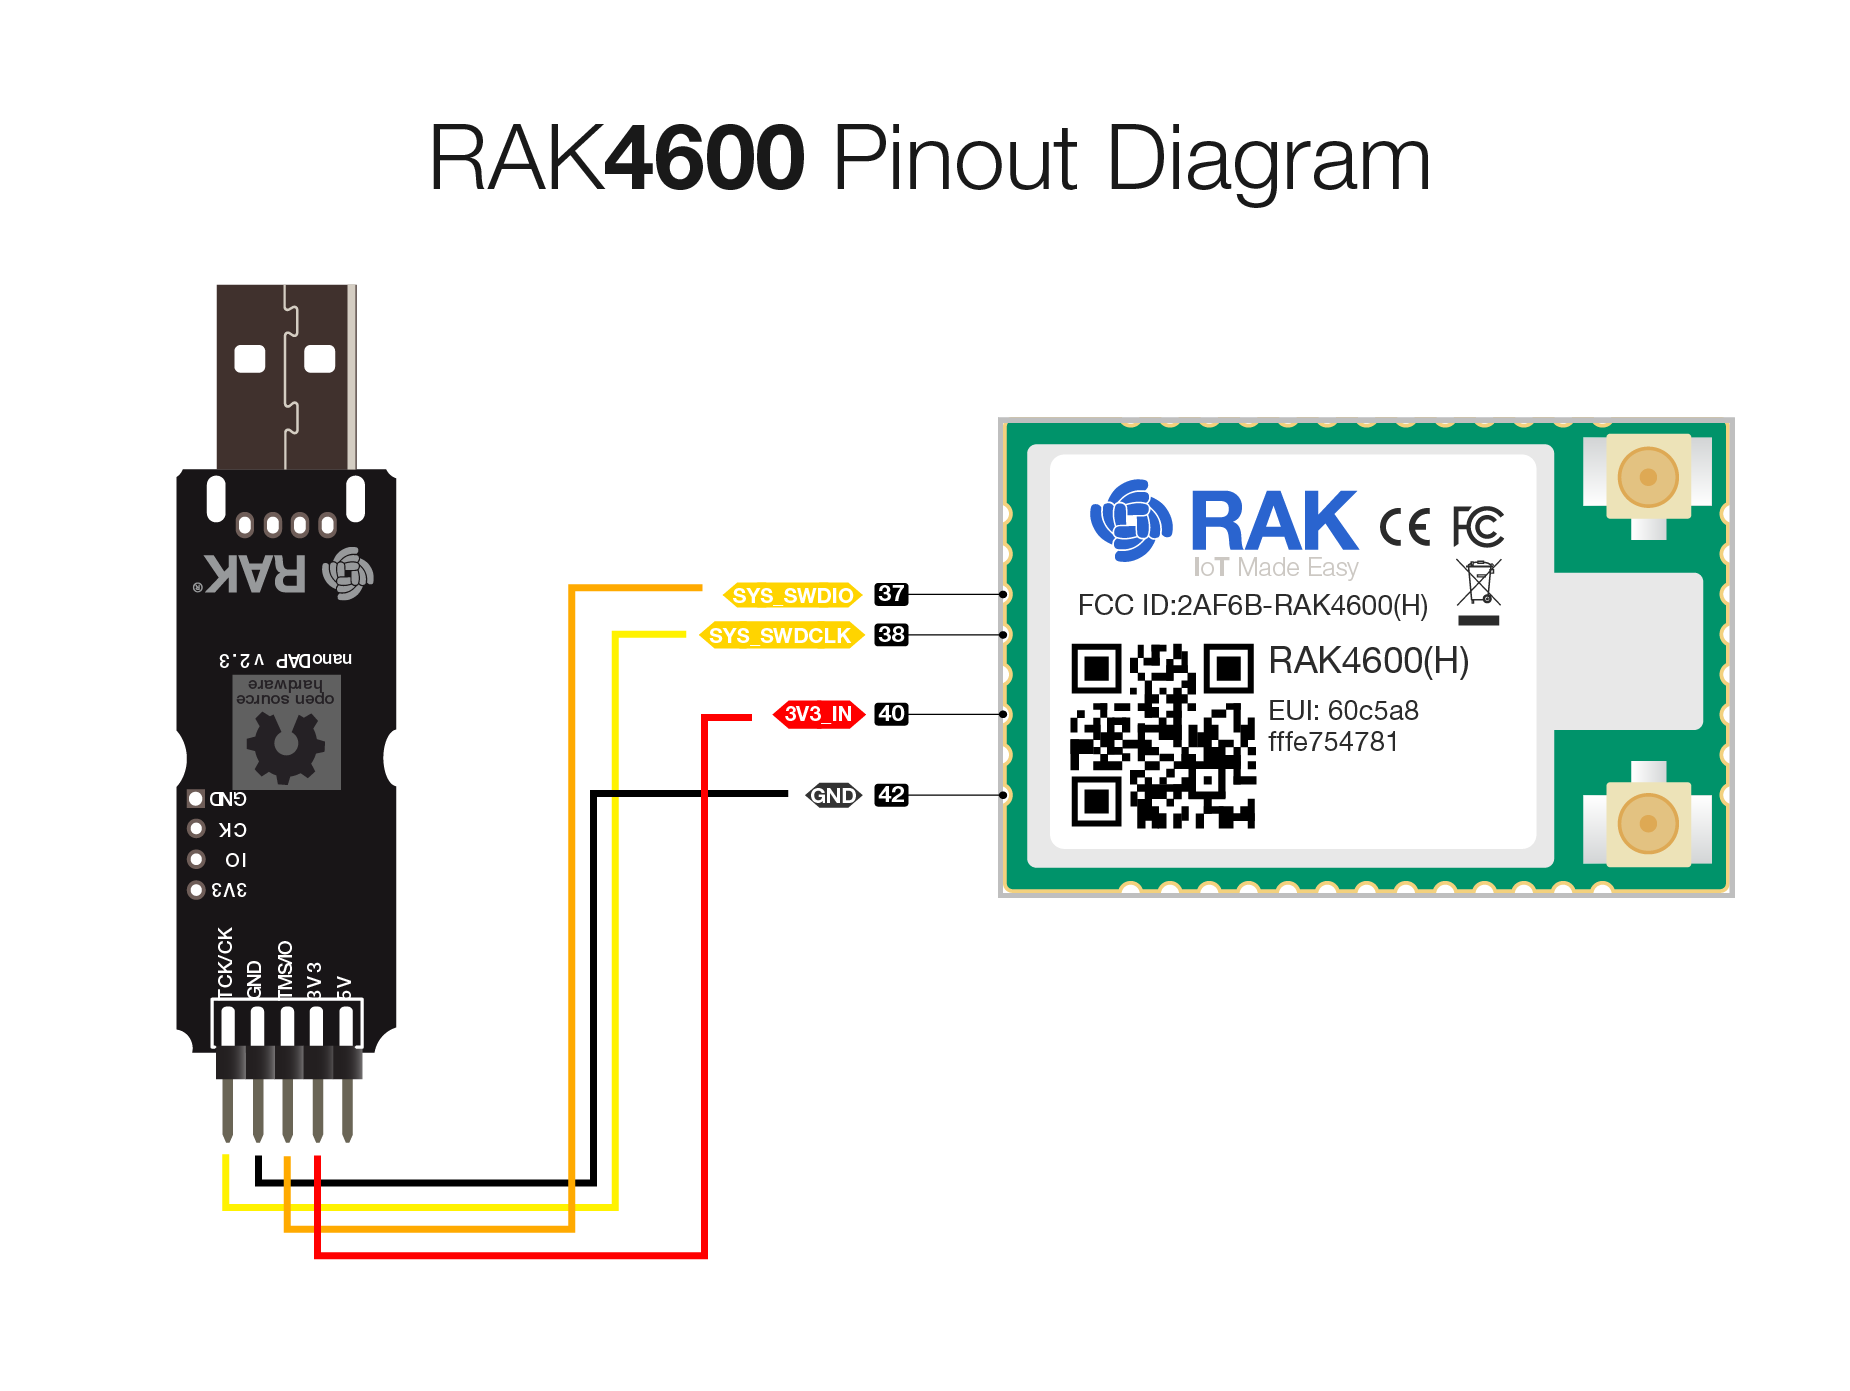 RAK4600 Pinout Diagram
RAK®
nanoDAP v2.3
open source
hardware
GND
CK
IO
3V3
TCK/CK
GND
TMS/IO
3V3
5V
SYS_SWDIO 37
SYS_SWDCLK 38
3V3_IN 40
GND 42
RAK CE FC
IoT Made Easy
FCC ID:2AF6B-RAK4600(H)
RAK4600(H)
EUI: 60c5a8
fffe754781